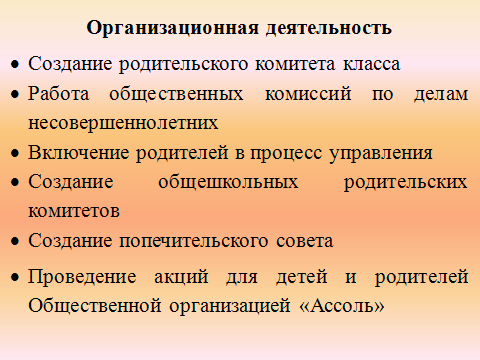 Организационная деятельность
• Создание родительского комитета класса
• Работа общественных комиссий по делам
несовершеннолетних
• Включение родителей в процесс управления
• Создание общешкольных родительских
комитетов
• Создание попечительского совета
• Проведение акций для детей и родителей
Общественной организацией «Ассоль»